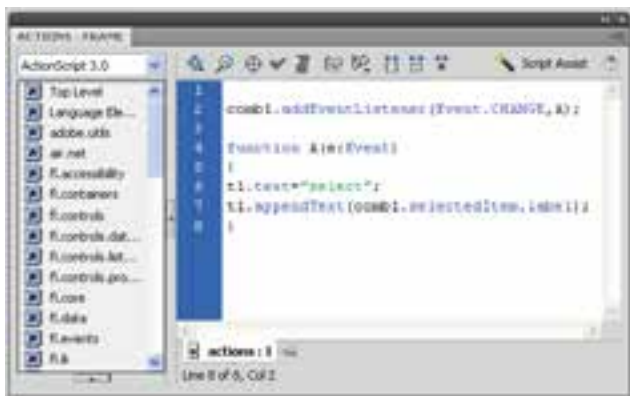 ACTIONS - FRAME
ActionScript 3.0
Script Assist
Top Level
Language Ele...
adobe.utils
air.net
fl.accessibility
fl.containers
fl.controls
fl.controls.dat...
fl.controls.list...
fl.controls.pro...
fl.core
fl.data
fl.events
fl.ik
1
2 comb1.addEventListener(Event.CHANGE,A);
3
4 function A(e:Event)
5 {
6 t1.text="select";
7 t1.appendText(comb1.selectedItem.label);
8 }
actions : 1
Line 8 of 8, Col 2